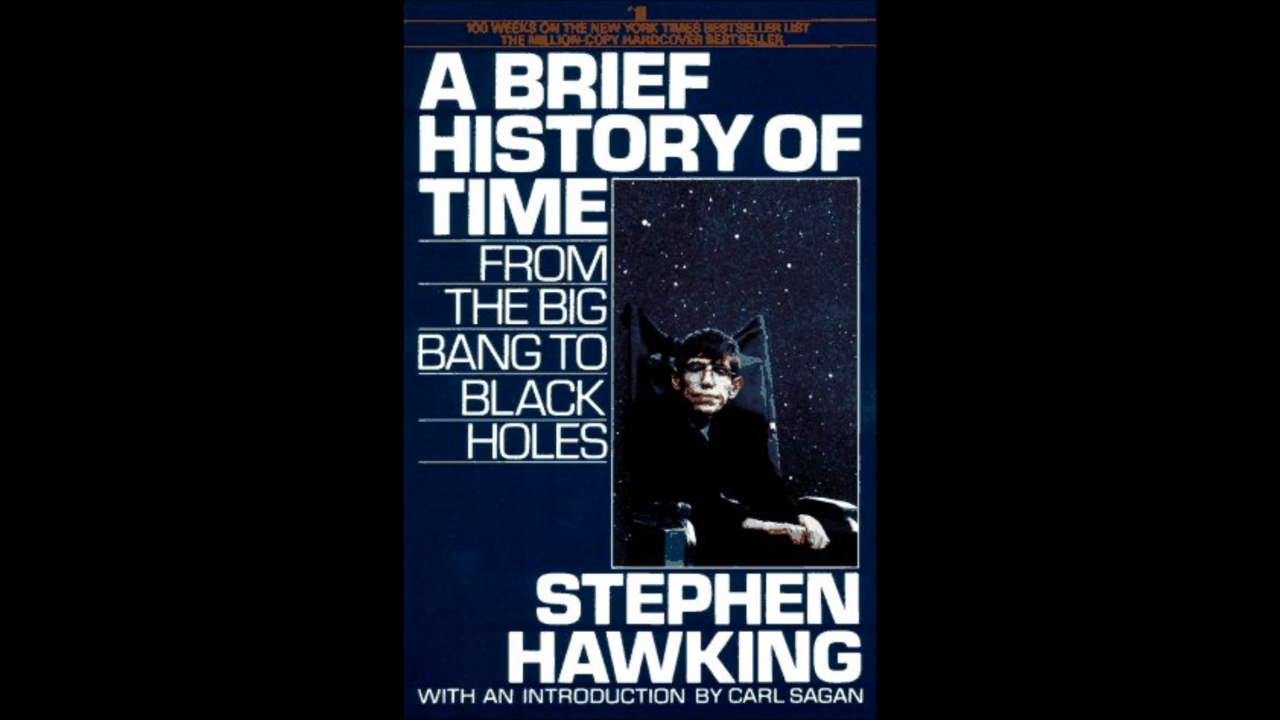 #1
100 WEEKS ON THE NEW YORK TIMES BESTSELLER LIST
THE MILLION-COPY HARDCOVER BESTSELLER
A BRIEF
HISTORY OF
TIME
FROM
THE BIG
BANG TO
BLACK
HOLES
STEPHEN
HAWKING
WITH AN INTRODUCTION BY CARL SAGAN